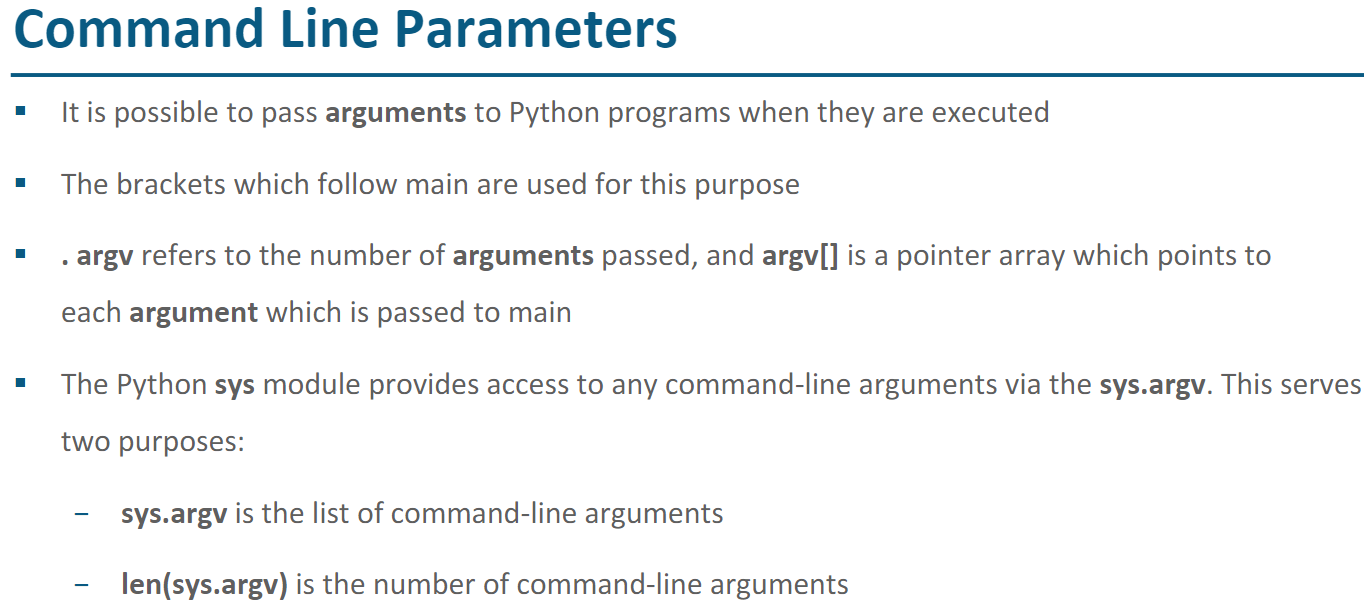 Command Line Parameters
▪ It is possible to pass arguments to Python programs when they are executed
▪ The brackets which follow main are used for this purpose
▪ . argv refers to the number of arguments passed, and argv[] is a pointer array which points to
each argument which is passed to main
▪ The Python sys module provides access to any command-line arguments via the sys.argv. This serves
two purposes:
− sys.argv is the list of command-line arguments
− len(sys.argv) is the number of command-line arguments